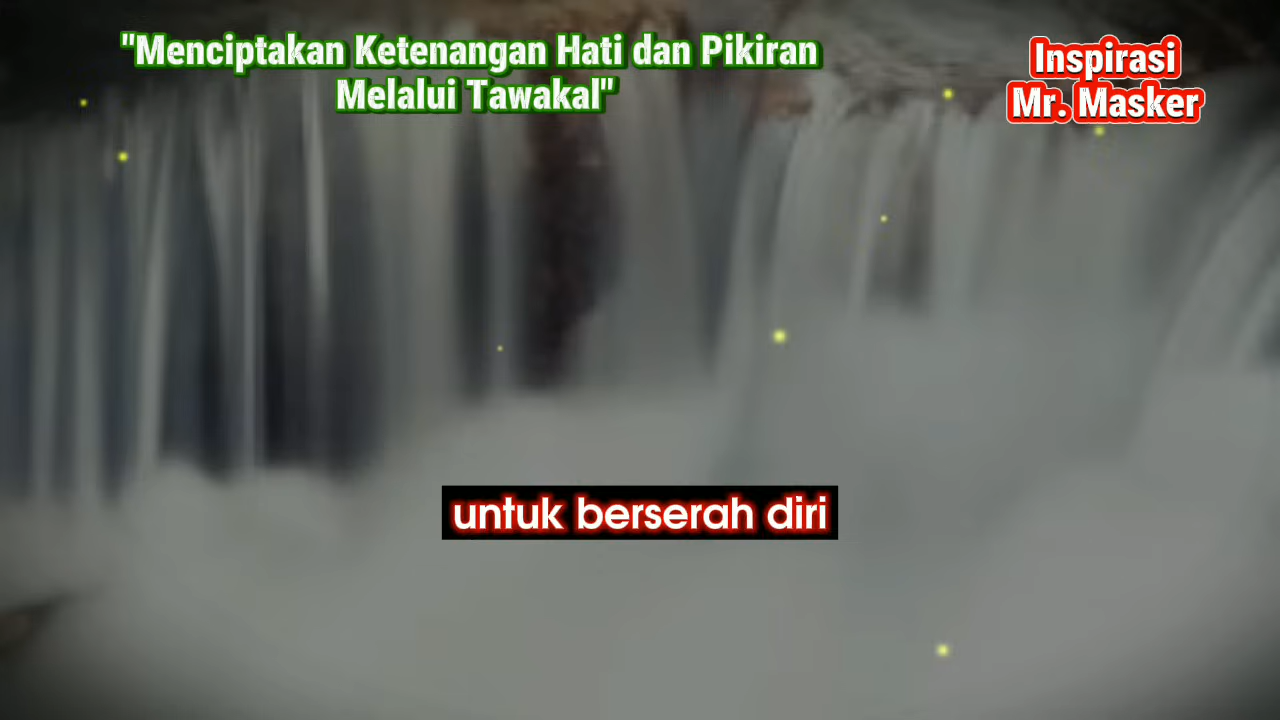 "Menciptakan Ketenangan Hati dan Pikiran
Melalui Tawakal"
Inspirasi
Mr. Masker
untuk berserah diri